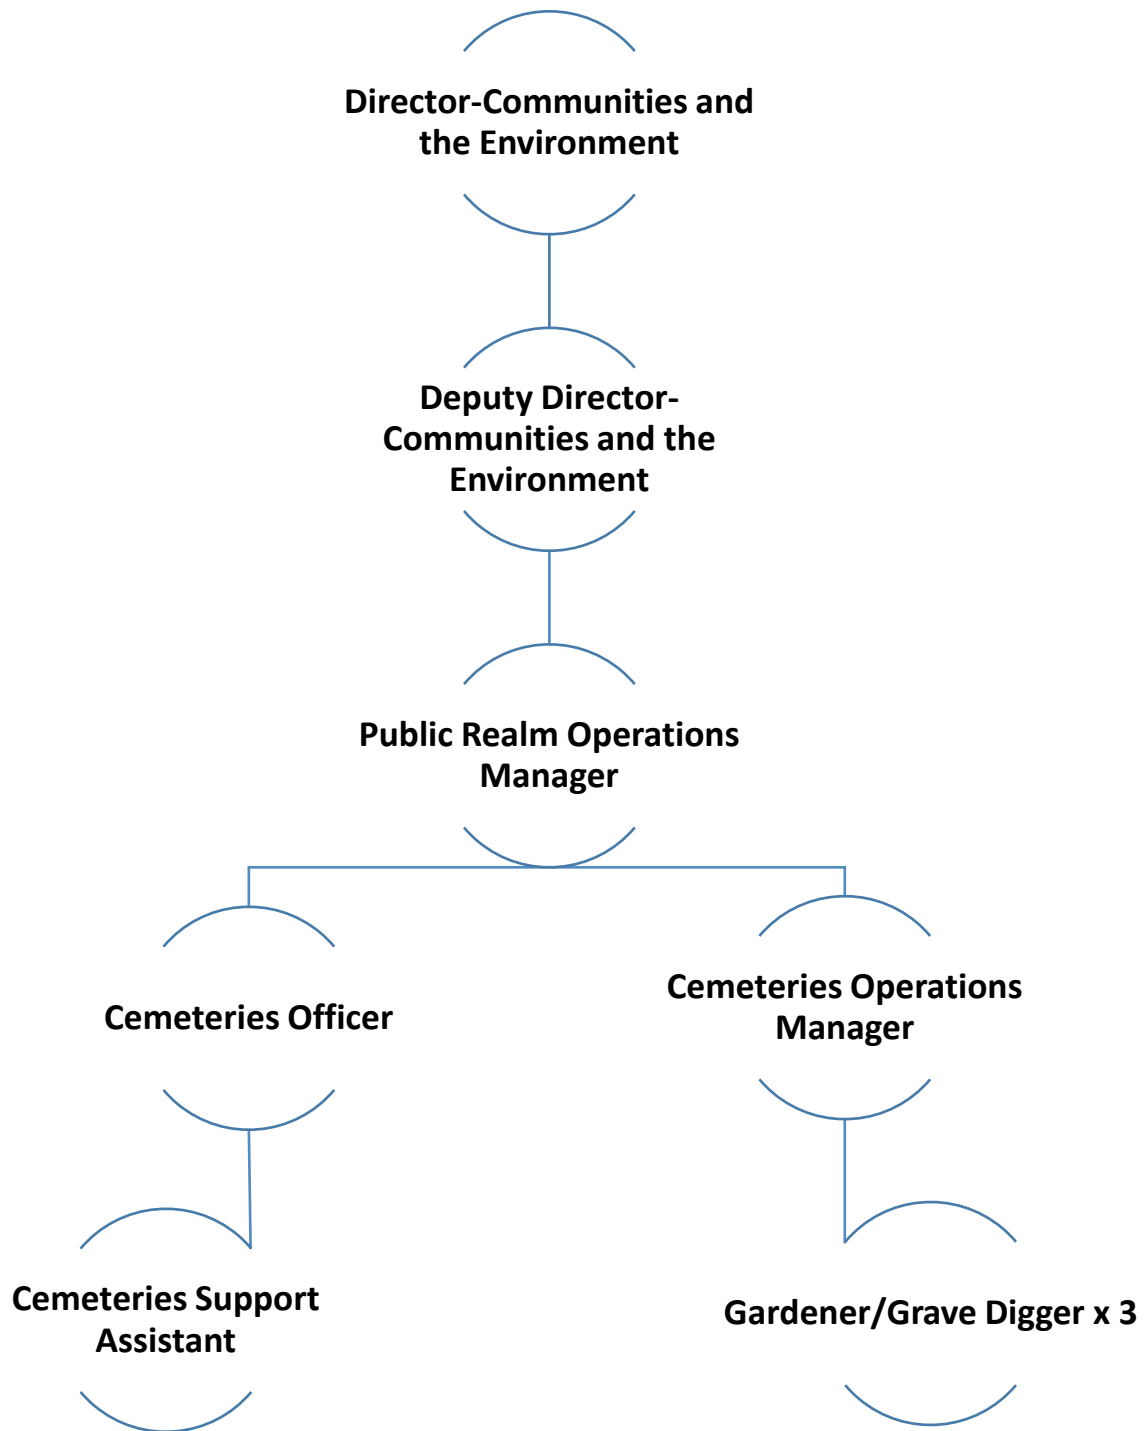 Director-Communities and
the Environment
Deputy Director-
Communities and the
Environment
Public Realm Operations
Manager
Cemeteries Officer
Cemeteries Operations
Manager
Cemeteries Support
Assistant
Gardener/Grave Digger x 3